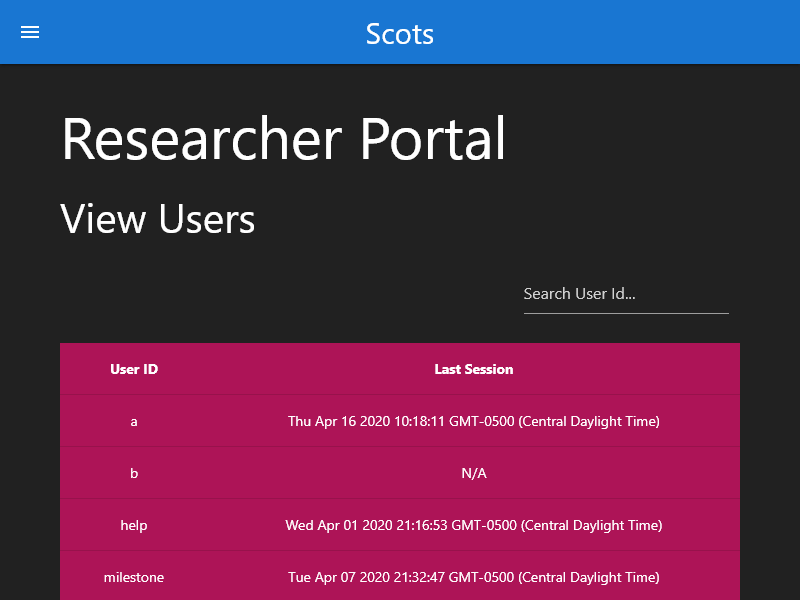 Scots
Researcher Portal
View Users
Search User Id...
User ID Last Session
a Thu Apr 16 2020 10:18:11 GMT-0500 (Central Daylight Time)
b N/A
help Wed Apr 01 2020 21:16:53 GMT-0500 (Central Daylight Time)
milestone Tue Apr 07 2020 21:32:47 GMT-0500 (Central Daylight Time)